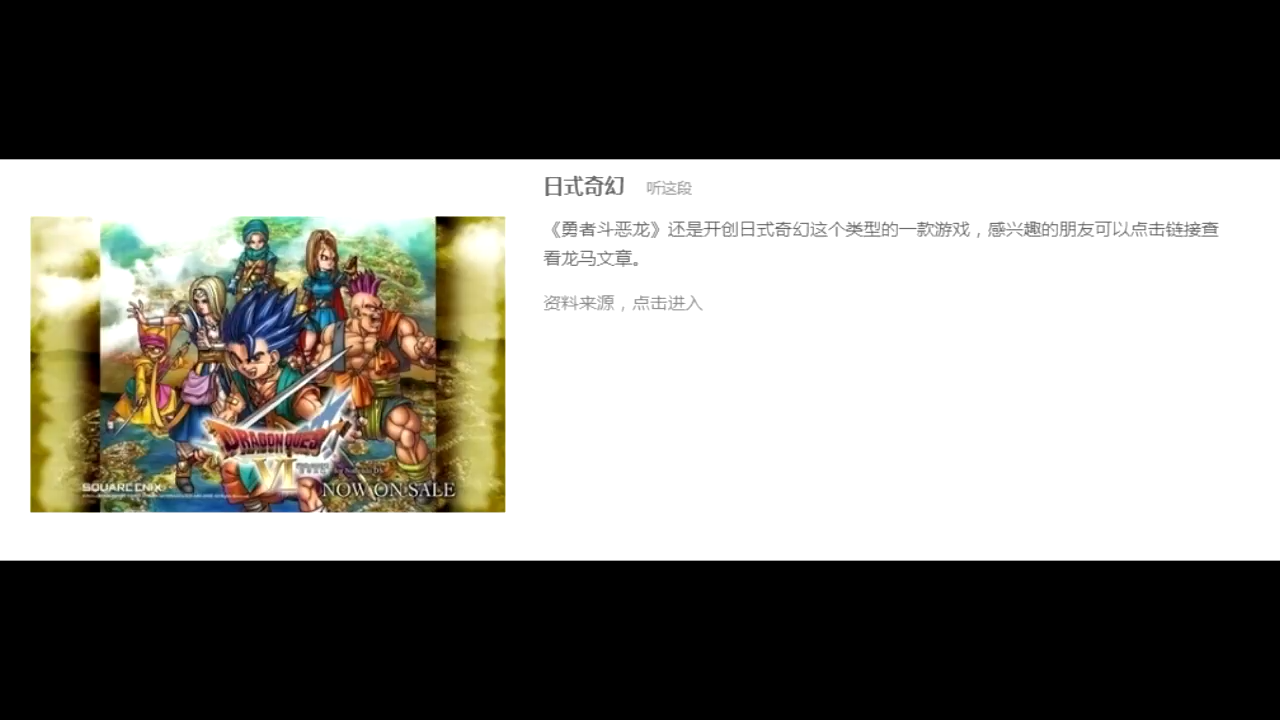 日式奇幻 听这段
《勇者斗恶龙》还是开创日式奇幻这个类型的一款游戏，感兴趣的朋友可以点击链接查
看龙马文章。
资料来源，点击进入
DRAGON QUEST
VI
SQUARE ENIX
NOW ON SALE